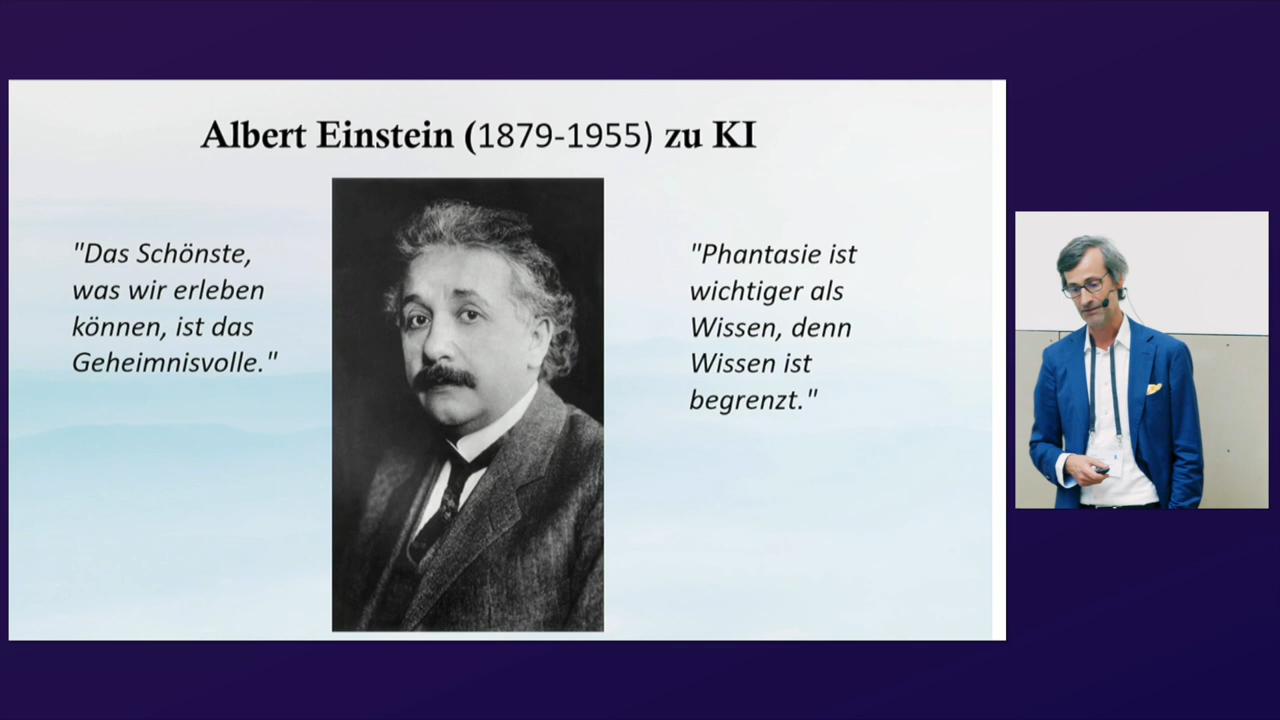 Albert Einstein (1879-1955) zu KI
"Das Schönste,
was wir erleben
können, ist das
Geheimnisvolle."
"Phantasie ist
wichtiger als
Wissen, denn
Wissen ist
begrenzt."